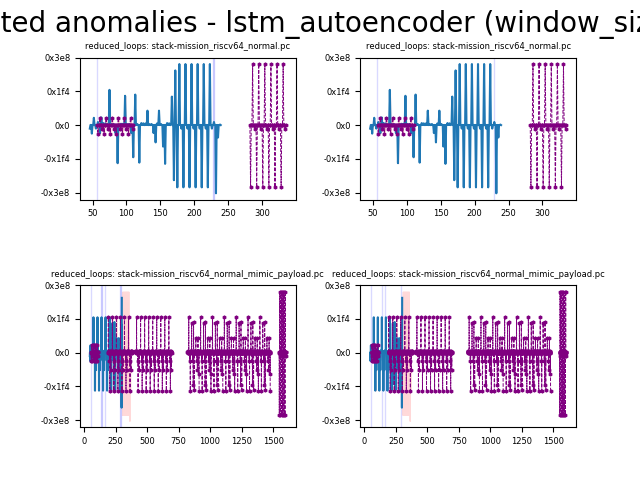 ted anomalies - lstm_autoencoder (window_siz
reduced_loops: stack-mission_riscv64_normal.pc reduced_loops: stack-mission_riscv64_normal.pc
0x3e8 0x3e8
0x1f4 0x1f4
0x0 0x0
-0x1f4 -0x1f4
-0x3e8 -0x3e8
50 100 150 200 250 300 50 100 150 200 250 300
reduced_loops: stack-mission_riscv64_normal_mimic_payload.pc reduced_loops: stack-mission_riscv64_normal_mimic_payload.pc
0x3e8 0x3e8
0x1f4 0x1f4
0x0 0x0
-0x1f4 -0x1f4
-0x3e8 -0x3e8
0 250 500 750 1000 1250 1500 0 250 500 750 1000 1250 1500